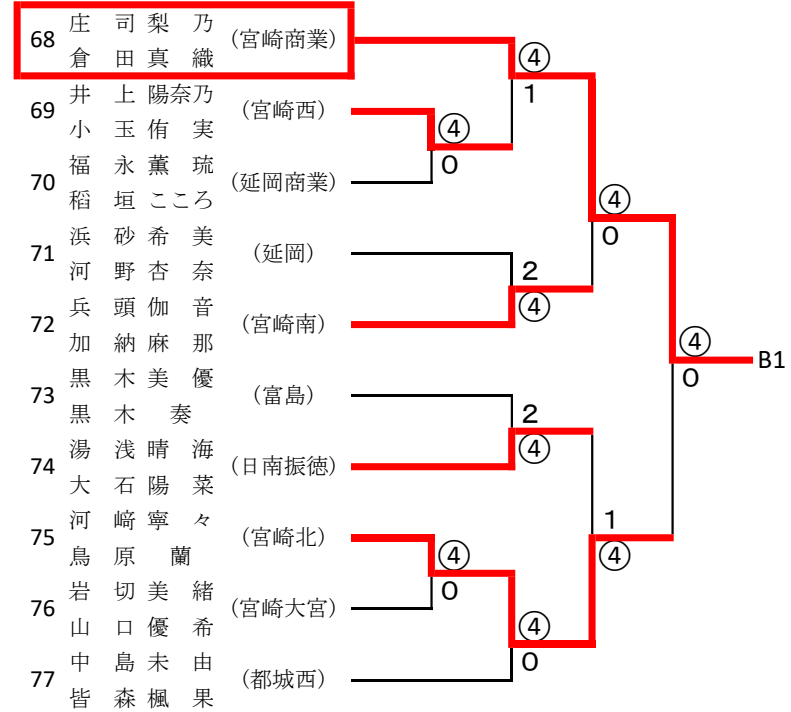 68 庄 司 梨 乃 (宮崎商業)
倉 田 真 織
④
1
69 井 上 陽奈乃 (宮崎西)
小 玉 侑 実
④
0
70 福 永 薫 琉 (延岡商業)
稲 垣 こころ
④
0
71 浜 砂 希 美 (延岡)
河 野 杏 奈
2
④
72 兵 頭 伽 音 (宮崎南)
加 納 麻 那
④
0
B1
73 黒 木 美 優 (富島)
黒 木 奏
2
④
74 湯 浅 晴 海 (日南振徳)
大 石 陽 菜
1
④
75 河 﨑 寧 々 (宮崎北)
鳥 原 蘭
④
0
76 岩 切 美 緒 (宮崎大宮)
山 口 優 希
④
0
77 中 島 未 由 (都城西)
皆 森 楓 果